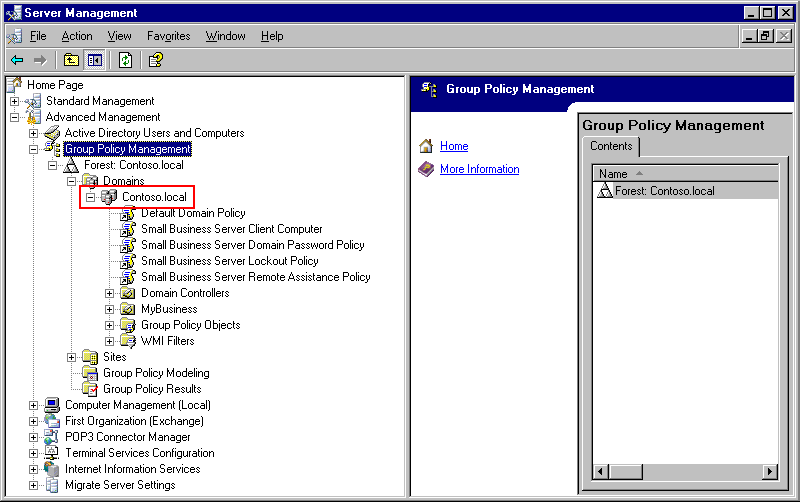 Server Management
File Action View Favorites Window Help
Home Page
Standard Management
Advanced Management
Active Directory Users and Computers
Group Policy Management
Forest: Contoso.local
Domains
Contoso.local
Default Domain Policy
Small Business Server Client Computer
Small Business Server Domain Password Policy
Small Business Server Lockout Policy
Small Business Server Remote Assistance Policy
Domain Controllers
MyBusiness
Group Policy Objects
WMI Filters
Sites
Group Policy Modeling
Group Policy Results
Computer Management (Local)
First Organization (Exchange)
POP3 Connector Manager
Terminal Services Configuration
Internet Information Services
Migrate Server Settings
Group Policy Management
Home
More Information
Group Policy Management
Contents
Name
Forest: Contoso.local